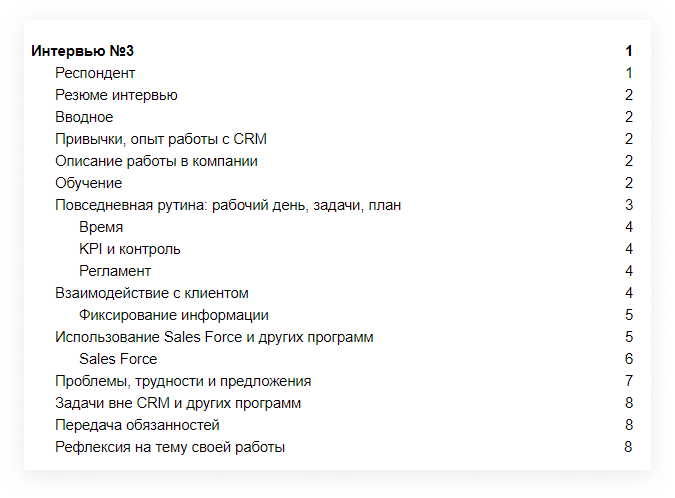 Интервью №3 1
Респондент 1
Резюме интервью 2
Вводное 2
Привычки, опыт работы с CRM 2
Описание работы в компании 2
Обучение 2
Повседневная рутина: рабочий день, задачи, план 3
Время 4
KPI и контроль 4
Регламент 4
Взаимодействие с клиентом 4
Фиксирование информации 5
Использование Sales Force и других программ 5
Sales Force 6
Проблемы, трудности и предложения 7
Задачи вне CRM и других программ 8
Передача обязанностей 8
Рефлексия на тему своей работы 8